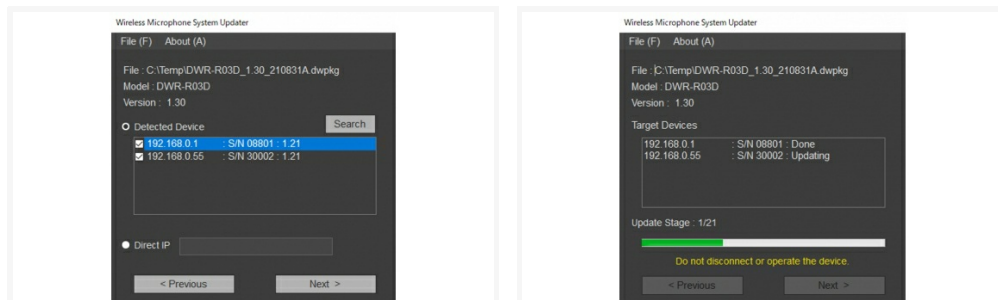 Wireless Microphone System Updater
File (F) About (A)
File : C:\Temp\DWR-R03D_1.30_210831A.dwpkg
Model : DWR-R03D
Version : 1.30
Detected Device
Search
192.168.0.1 : S/N 08801 : 1.21
192.168.0.55 : S/N 30002 : 1.21
Direct IP
< Previous Next >
Wireless Microphone System Updater
File (F) About (A)
File : C:\Temp\DWR-R03D_1.30_210831A.dwpkg
Model : DWR-R03D
Version : 1.30
Target Devices
192.168.0.1 : S/N 08801 : Done
192.168.0.55 : S/N 30002 : Updating
Update Stage : 1/21
Do not disconnect or operate the device.
< Previous Next >